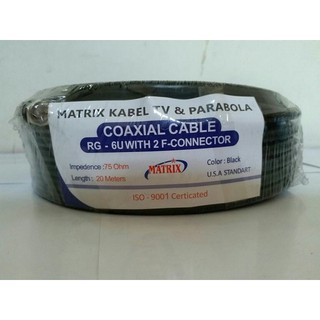 MATRIX KABEL TV & PARABOLA
COAXIAL CABLE
RG - 6U WITH 2 F-CONNECTOR
Impedence : 75 Ohm
Length : 20 Meters
MATRIX
Color : Black
U.S.A STANDART
ISO - 9001 Certicated